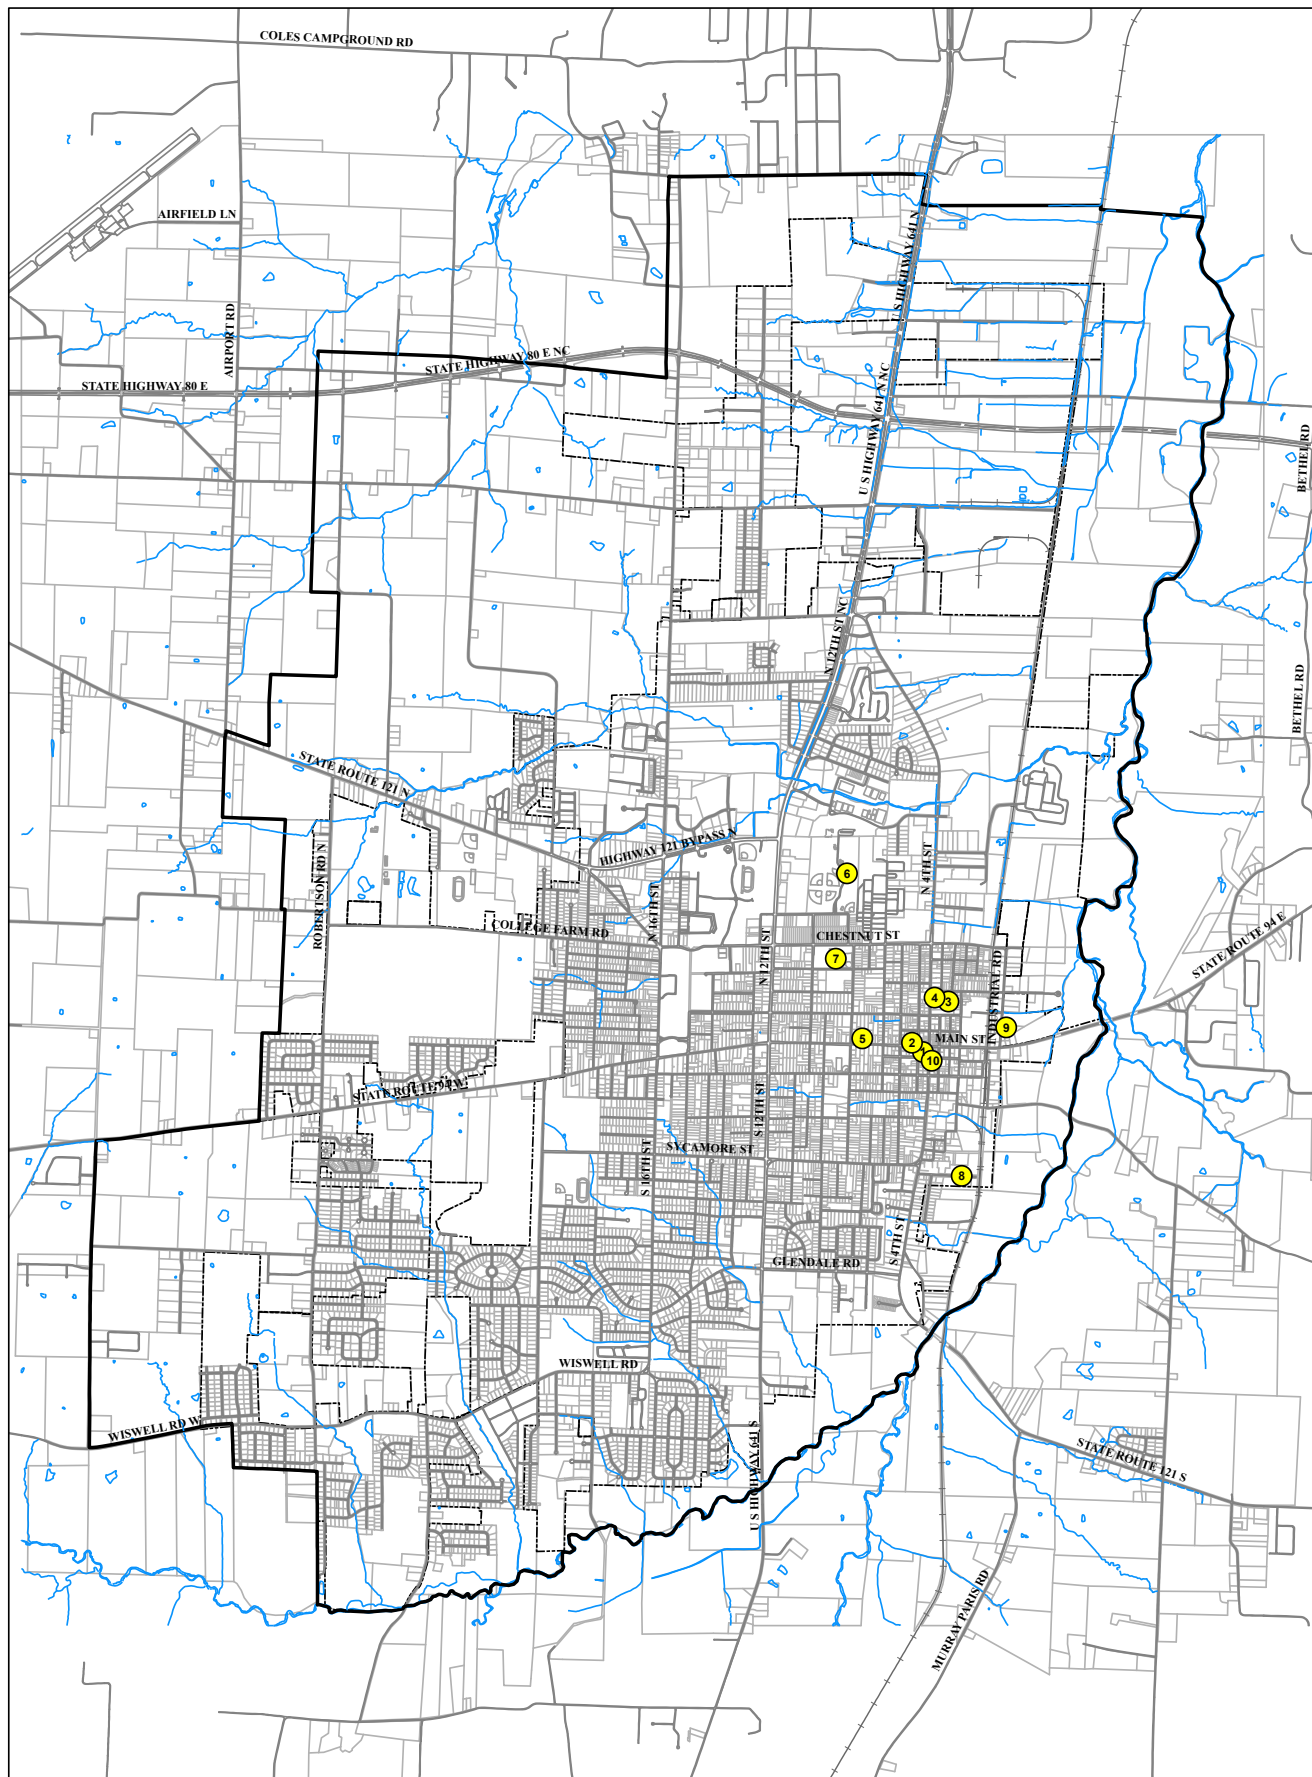 COLES CAMPGROUND RD
AIRFIELD LN
U S HIGHWAY 641 N
AIRPORT RD
STATE HIGHWAY 80 E NC
STATE HIGHWAY 80 E
U S HIGHWAY 641 N NC
BETHEL RD
N 12TH ST NC
BETHEL RD
STATE ROUTE 121 N
HIGHWAY 121 BYPASS N
ROBERTSON RD N
6
N 4TH ST
N 16TH ST
COLLEGE FARM RD
CHESTNUT ST
STATE ROUTE 94 E
N 12TH ST
7
INDUSTRIAL RD
4
3
9
5
2
MAIN ST
10
STATE ROUTE 94 W
S 12TH ST
SYCAMORE ST
S 16TH ST
8
S 4TH ST
GLENDALE RD
WISWELL RD
WISWELL RD W
U S HIGHWAY 641 S
STATE ROUTE 121 S
MURRAY PARIS RD